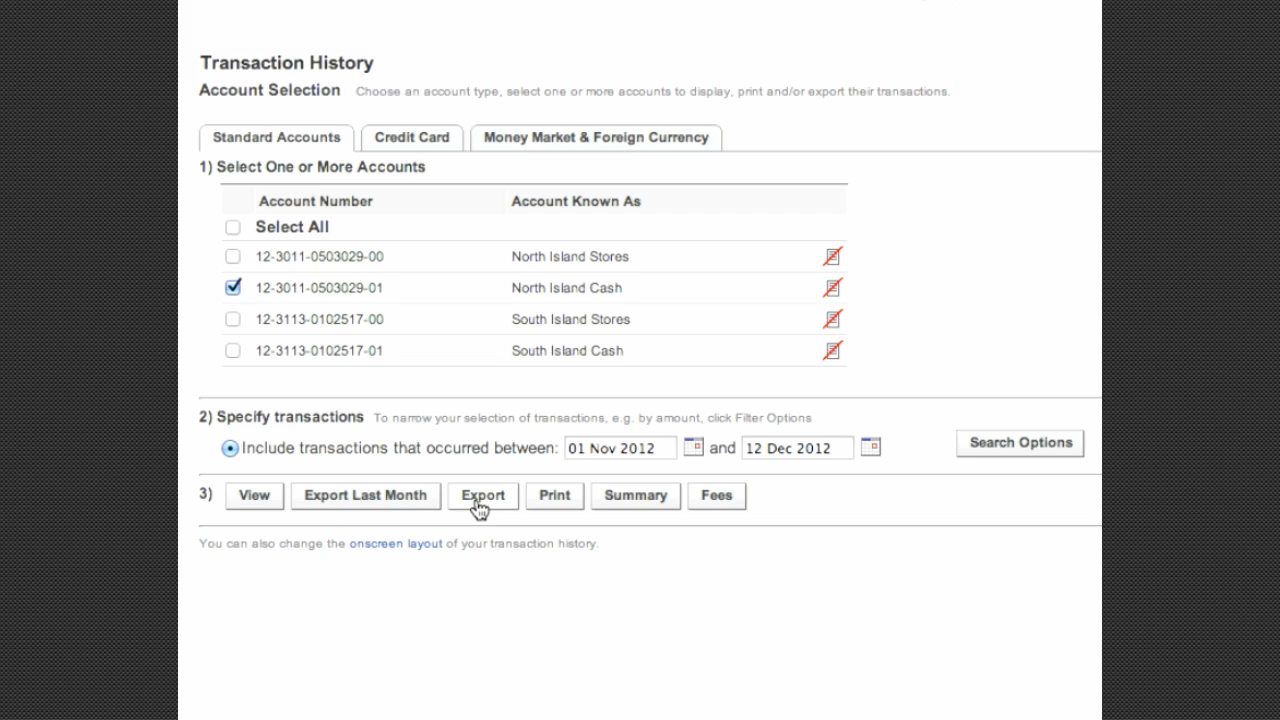 Transaction History
Account Selection Choose an account type, select one or more accounts to display, print and/or export their transactions.
Standard Accounts Credit Card Money Market & Foreign Currency
1) Select One or More Accounts
Account Number Account Known As
Select All
12-3011-0503029-00 North Island Stores
12-3011-0503029-01 North Island Cash
12-3113-0102517-00 South Island Stores
12-3113-0102517-01 South Island Cash
2) Specify transactions To narrow your selection of transactions, e.g. by amount, click Filter Options
Include transactions that occurred between: 01 Nov 2012 and 12 Dec 2012 Search Options
3) View Export Last Month Export Print Summary Fees
You can also change the onscreen layout of your transaction history.